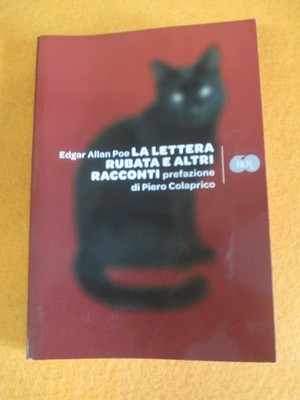 Edgar Allan Poe LA LETTERA
RUBATA E ALTRI
RACCONTI prefazione
di Piero Colaprico
BUR